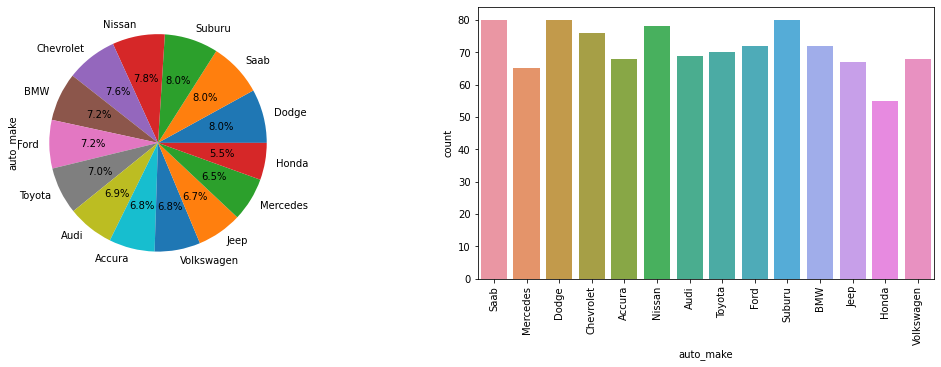 Nissan
Suburu
Chevrolet
Saab
BMW
Dodge
Ford
Honda
Toyota
Mercedes
Audi
Jeep
Accura
Volkswagen
7.8%
8.0%
7.6%
8.0%
7.2%
8.0%
7.2%
5.5%
7.0%
6.5%
6.9%
6.7%
6.8%
6.8%
auto_make
80
70
60
50
40
30
20
10
0
count
Saab
Mercedes
Dodge
Chevrolet
Accura
Nissan
Audi
Toyota
Ford
Suburu
BMW
Jeep
Honda
Volkswagen
auto_make